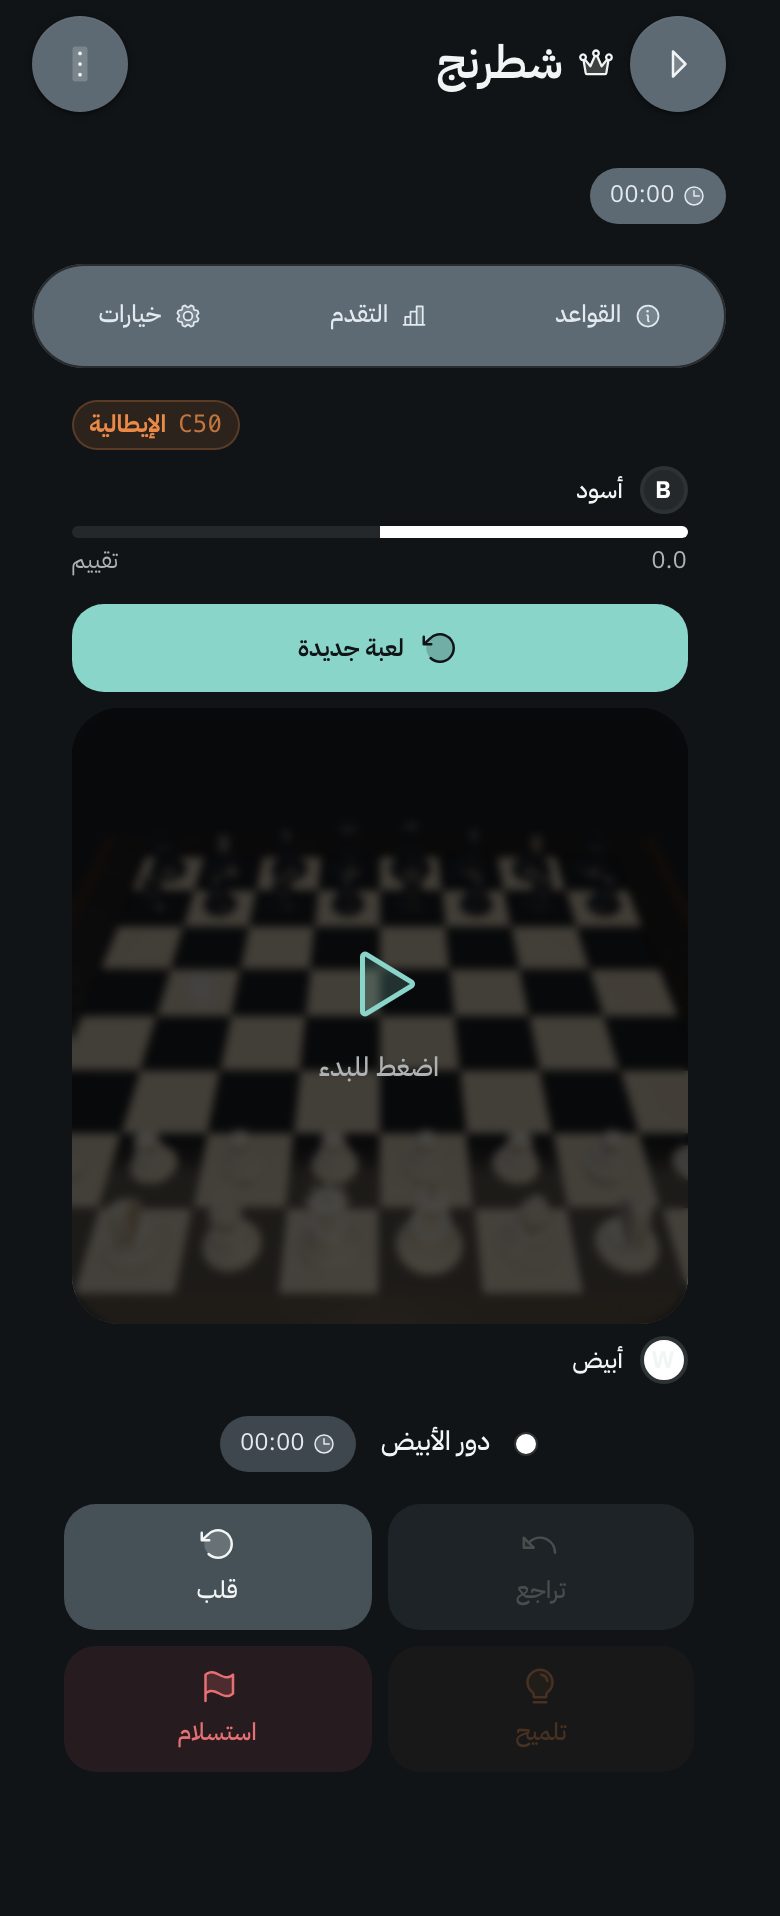 شطرنج
00:00
القواعد
التقدم
خيارات
C50 الإيطالية
B أسود
0.0
تقييم
لعبة جديدة
اضغط للبدء
W أبيض
دور الأبيض 00:00
تراجع
قلب
تلميح
استسلام